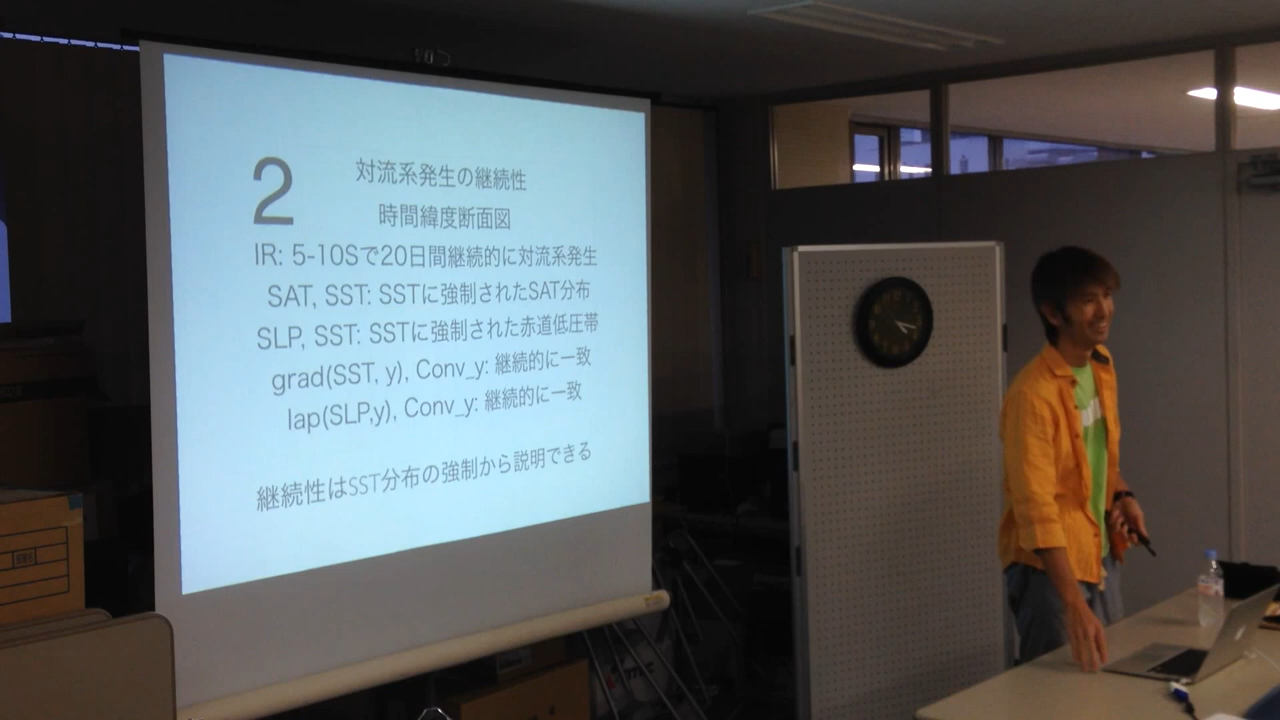 2
対流系発生の継続性
時間緯度断面図
IR: 5-10Sで20日間継続的に対流系発生
SAT, SST: SSTに強制されたSAT分布
SLP, SST: SSTに強制された赤道低圧帯
grad(SST, y), Conv_y: 継続的に一致
lap(SLP,y), Conv_y: 継続的に一致
継続性はSST分布の強制から説明できる